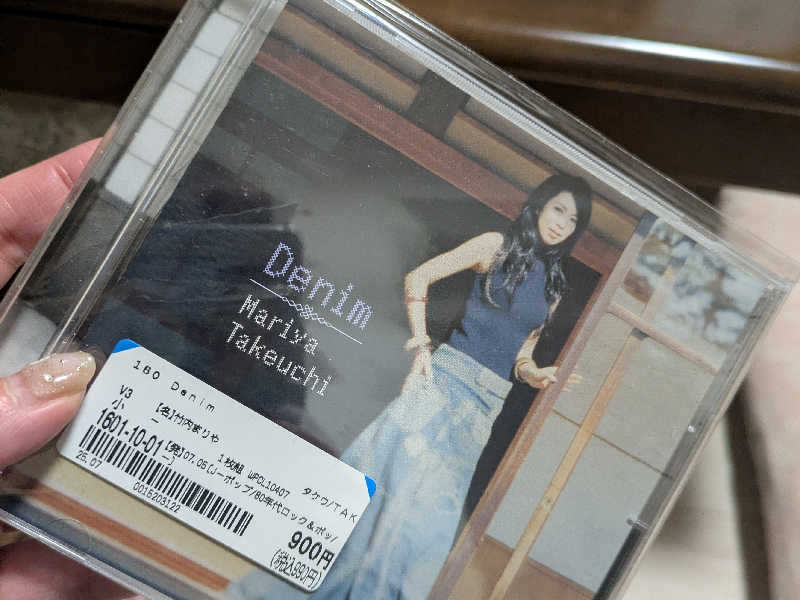 Denim
Mariya
Takeuchi
180 Denim
V3 【名】竹内まりや
小 一 1枚組 WPCL10407 タケウ/TAK
1601-10-01 【発】07.05 【J-ポップ/80年代ロック&ポッ/
25.07
0015203122
900円
(税込990円)